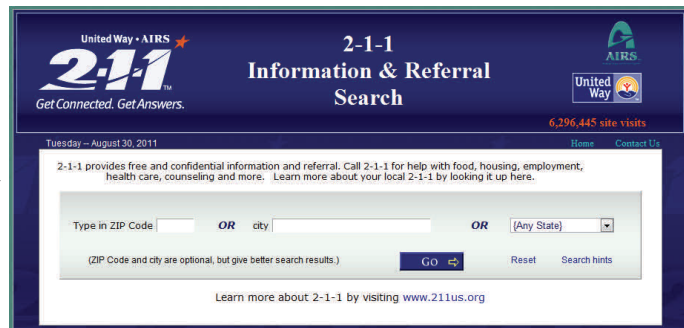 United Way • AIRS
2-1-1
TM
Get Connected. Get Answers.
2-1-1
Information & Referral
Search
AIRS
United
Way
6,296,445 site visits
Tuesday -- August 30, 2011
Home Contact Us
2-1-1 provides free and confidential information and referral. Call 2-1-1 for help with food, housing, employment,
health care, counseling and more. Learn more about your local 2-1-1 by looking it up here.
Type in ZIP Code OR city OR {Any State}
(ZIP Code and city are optional, but give better search results.) GO Reset Search hints
Learn more about 2-1-1 by visiting www.211us.org